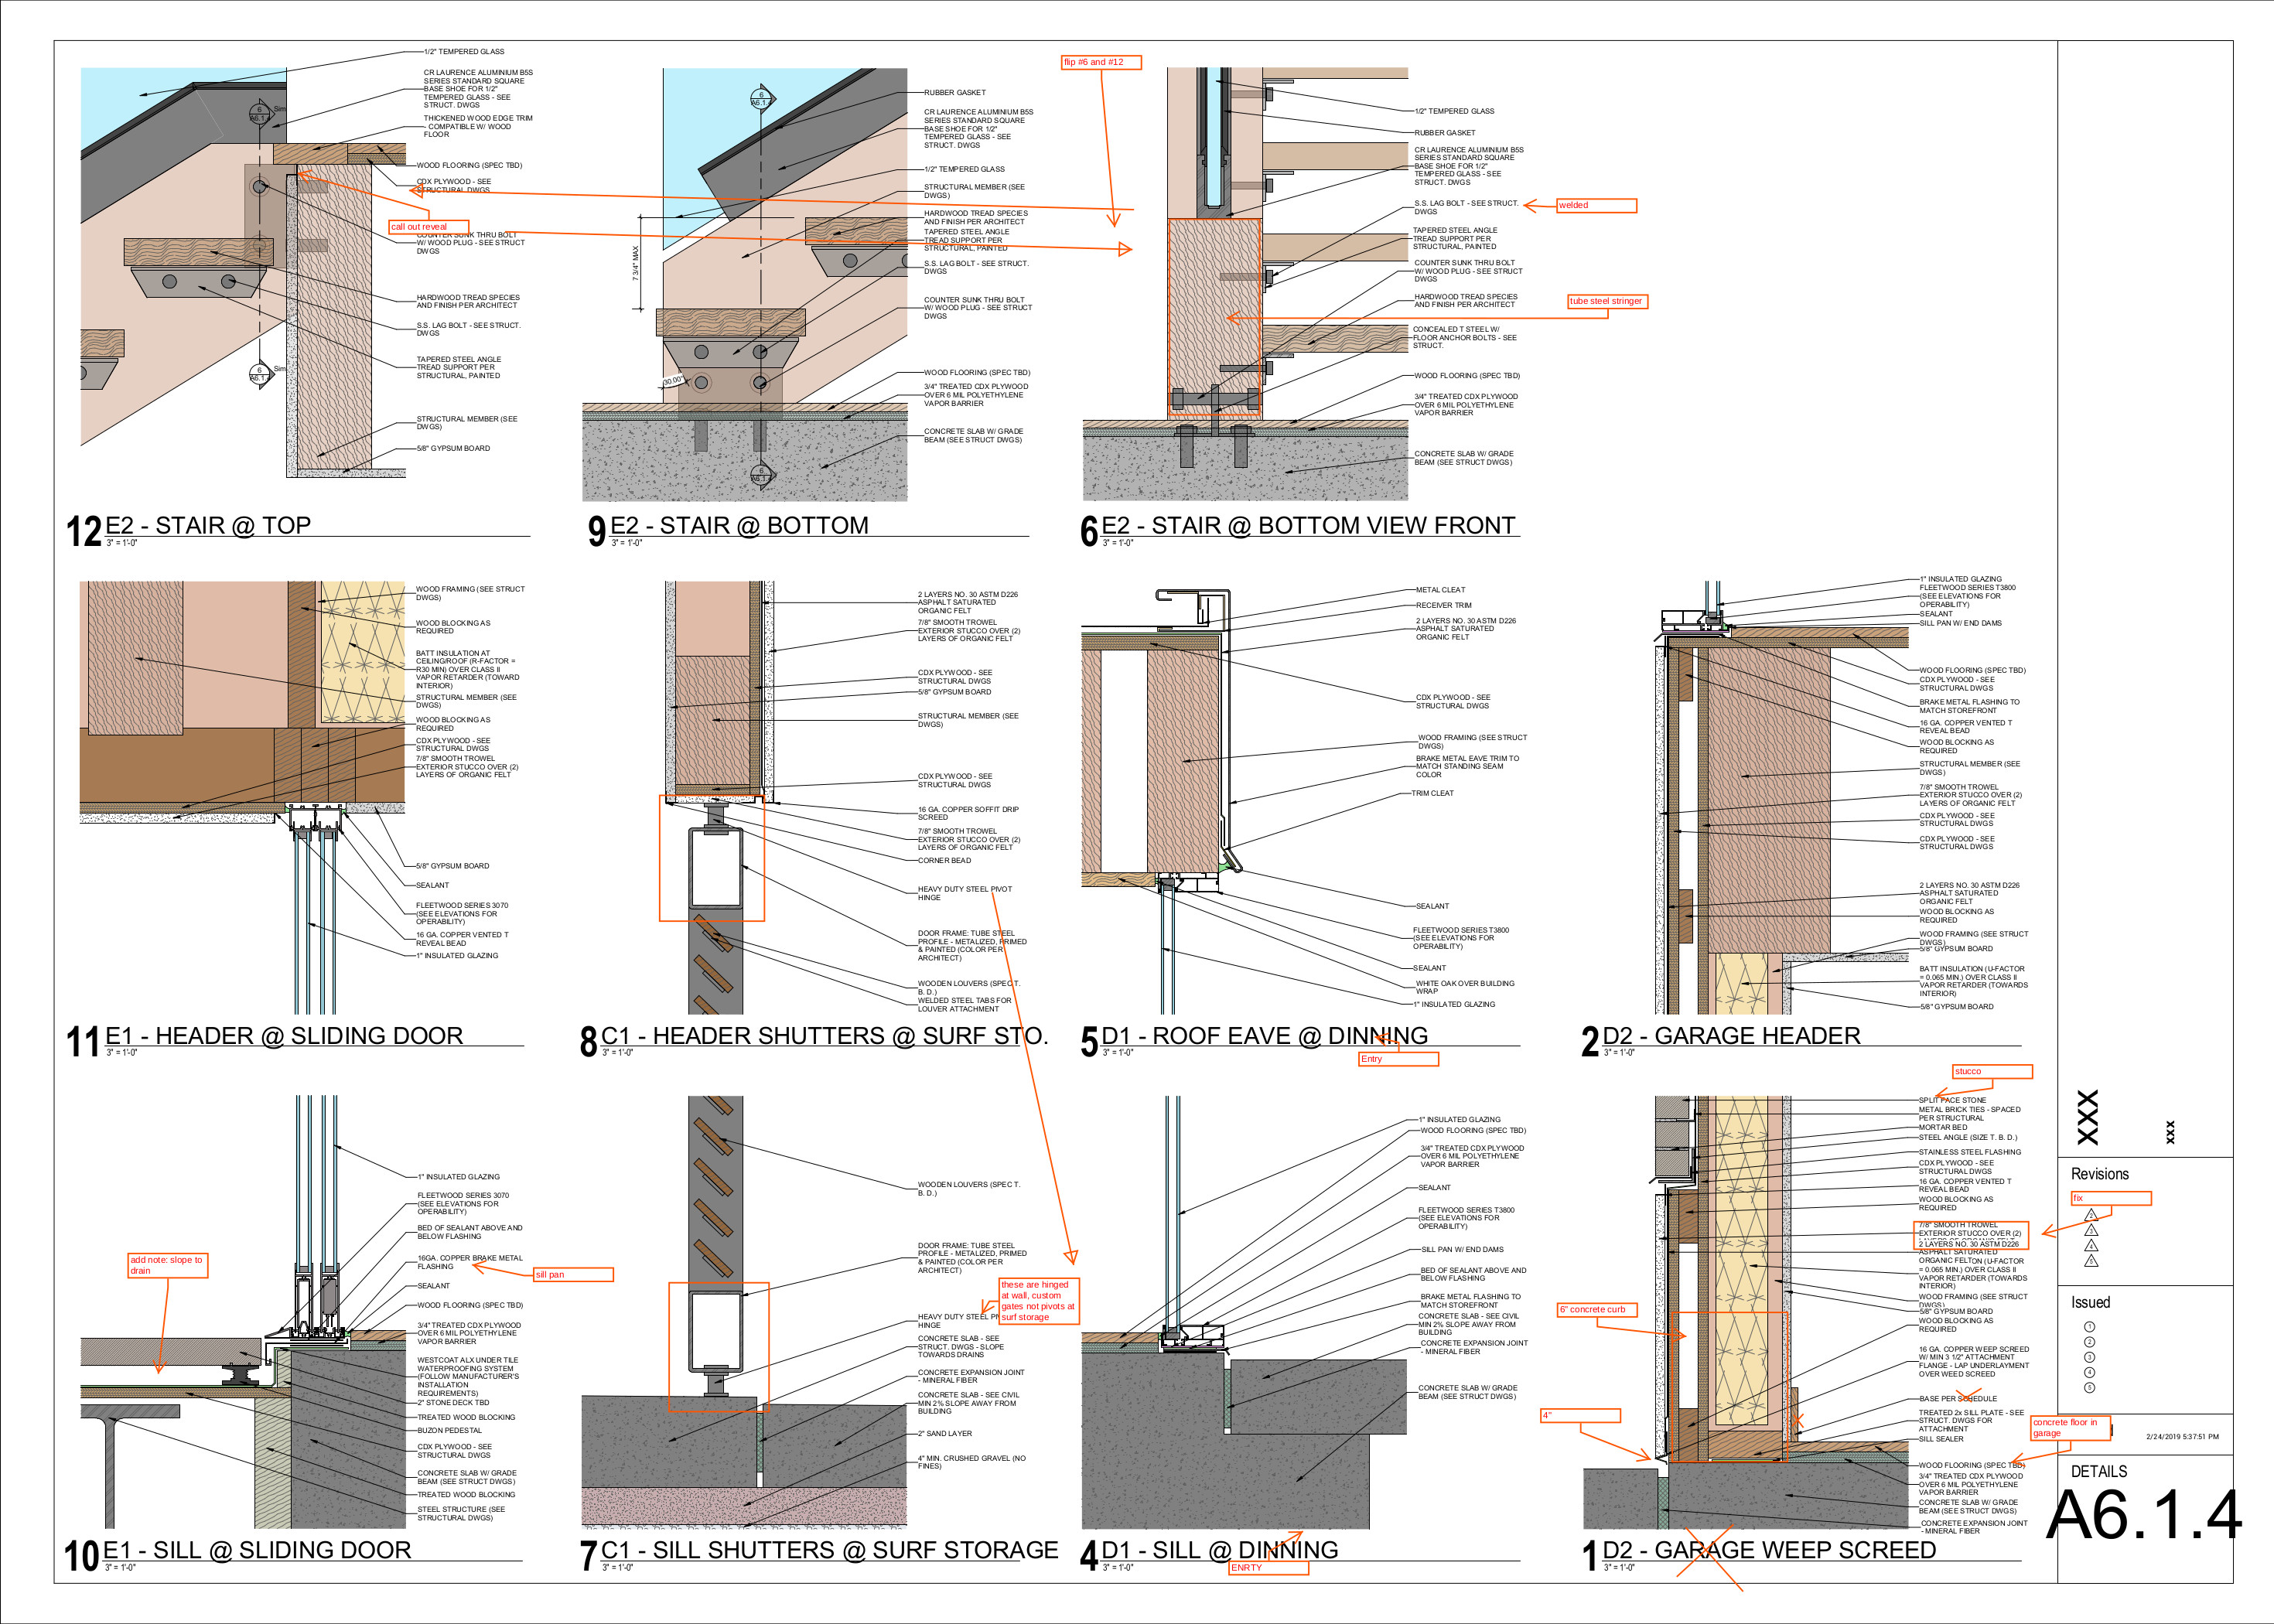 1/2" TEMPERED GLASS
CR LAURENCE ALUMINIUM B5S
SERIES STANDARD SQUARE
BASE SHOE FOR 1/2"
TEMPERED GLASS - SEE
STRUCT. DWGS
THICKENED WOOD EDGE TRIM
- COMPATIBLE W/ WOOD
FLOOR
WOOD FLOORING (SPEC TBD)
CDX PLYWOOD - SEE
STRUCTURAL DWGS
call out reveal
COUNTER SUNK THRU BOLT
W/ WOOD PLUG - SEE STRUCT
DWGS
HARDWOOD TREAD SPECIES
AND FINISH PER ARCHITECT
S.S. LAG BOLT - SEE STRUCT.
DWGS
TAPERED STEEL ANGLE
TREAD SUPPORT PER
STRUCTURAL, PAINTED
STRUCTURAL MEMBER (SEE
DWGS)
5/8" GYPSUM BOARD
6
A6.1.4
Sim
6
A6.1.4
Sim
12 E2 - STAIR @ TOP
3" = 1'-0"
RUBBER GASKET
CR LAURENCE ALUMINIUM B5S
SERIES STANDARD SQUARE
BASE SHOE FOR 1/2"
TEMPERED GLASS - SEE
STRUCT. DWGS
1/2" TEMPERED GLASS
STRUCTURAL MEMBER (SEE
DWGS)
HARDWOOD TREAD SPECIES
AND FINISH PER ARCHITECT
TAPERED STEEL ANGLE
TREAD SUPPORT PER
STRUCTURAL, PAINTED
S.S. LAG BOLT - SEE STRUCT.
DWGS
COUNTER SUNK THRU BOLT
W/ WOOD PLUG - SEE STRUCT
DWGS
WOOD FLOORING (SPEC TBD)
3/4" TREATED CDX PLYWOOD
OVER 6 MIL POLYETHYLENE
VAPOR BARRIER
CONCRETE SLAB W/ GRADE
BEAM (SEE STRUCT DWGS)
7 3/4" MAX
30.00°
6
A6.1.4
6
A6.1.4
9 E2 - STAIR @ BOTTOM
3" = 1'-0"
flip #6 and #12
1/2" TEMPERED GLASS
RUBBER GASKET
CR LAURENCE ALUMINIUM B5S
SERIES STANDARD SQUARE
BASE SHOE FOR 1/2"
TEMPERED GLASS - SEE
STRUCT. DWGS
S.S. LAG BOLT - SEE STRUCT.
DWGS
welded
TAPERED STEEL ANGLE
TREAD SUPPORT PER
STRUCTURAL, PAINTED
COUNTER SUNK THRU BOLT
W/ WOOD PLUG - SEE STRUCT
DWGS
HARDWOOD TREAD SPECIES
AND FINISH PER ARCHITECT
tube steel stringer
CONCEALED T STEEL W/
FLOOR ANCHOR BOLTS - SEE
STRUCT.
WOOD FLOORING (SPEC TBD)
3/4" TREATED CDX PLYWOOD
OVER 6 MIL POLYETHYLENE
VAPOR BARRIER
CONCRETE SLAB W/ GRADE
BEAM (SEE STRUCT DWGS)
6 E2 - STAIR @ BOTTOM VIEW FRONT
3" = 1'-0"
WOOD FRAMING (SEE STRUCT
DWGS)
WOOD BLOCKING AS
REQUIRED
BATT INSULATION AT
CEILING/ROOF (R-FACTOR =
R30 MIN) OVER CLASS II
VAPOR RETARDER (TOWARD
INTERIOR)
STRUCTURAL MEMBER (SEE
DWGS)
WOOD BLOCKING AS
REQUIRED
CDX PLYWOOD - SEE
STRUCTURAL DWGS
7/8" SMOOTH TROWEL
EXTERIOR STUCCO OVER (2)
LAYERS OF ORGANIC FELT
5/8" GYPSUM BOARD
SEALANT
FLEETWOOD SERIES 3070
(SEE ELEVATIONS FOR
OPERABILITY)
16 GA. COPPER VENTED T
REVEAL BEAD
1" INSULATED GLAZING
11 E1 - HEADER @ SLIDING DOOR
3" = 1'-0"
2 LAYERS NO. 30 ASTM D226
ASPHALT SATURATED
ORGANIC FELT
7/8" SMOOTH TROWEL
EXTERIOR STUCCO OVER (2)
LAYERS OF ORGANIC FELT
CDX PLYWOOD - SEE
STRUCTURAL DWGS
5/8" GYPSUM BOARD
STRUCTURAL MEMBER (SEE
DWGS)
CDX PLYWOOD - SEE
STRUCTURAL DWGS
16 GA. COPPER SOFFIT DRIP
SCREED
7/8" SMOOTH TROWEL
EXTERIOR STUCCO OVER (2)
LAYERS OF ORGANIC FELT
CORNER BEAD
HEAVY DUTY STEEL PIVOT
HINGE
DOOR FRAME: TUBE STEEL
PROFILE - METALIZED, PRIMED
& PAINTED (COLOR PER
ARCHITECT)
WOODEN LOUVERS (SPEC T.
B. D.)
WELDED STEEL TABS FOR
LOUVER ATTACHMENT
8 C1 - HEADER SHUTTERS @ SURF STO.
3" = 1'-0"
METAL CLEAT
RECEIVER TRIM
2 LAYERS NO. 30 ASTM D226
ASPHALT SATURATED
ORGANIC FELT
CDX PLYWOOD - SEE
STRUCTURAL DWGS
WOOD FRAMING (SEE STRUCT
DWGS)
BRAKE METAL EAVE TRIM TO
MATCH STANDING SEAM
COLOR
TRIM CLEAT
SEALANT
FLEETWOOD SERIES T3800
(SEE ELEVATIONS FOR
OPERABILITY)
SEALANT
WHITE OAK OVER BUILDING
WRAP
1" INSULATED GLAZING
5 D1 - ROOF EAVE @ DINNING
3" = 1'-0"
Entry
1" INSULATED GLAZING
FLEETWOOD SERIES T3800
(SEE ELEVATIONS FOR
OPERABILITY)
SEALANT
SILL PAN W/ END DAMS
WOOD FLOORING (SPEC TBD)
CDX PLYWOOD - SEE
STRUCTURAL DWGS
BRAKE METAL FLASHING TO
MATCH STOREFRONT
16 GA. COPPER VENTED T
REVEAL BEAD
WOOD BLOCKING AS
REQUIRED
STRUCTURAL MEMBER (SEE
DWGS)
7/8" SMOOTH TROWEL
EXTERIOR STUCCO OVER (2)
LAYERS OF ORGANIC FELT
CDX PLYWOOD - SEE
STRUCTURAL DWGS
CDX PLYWOOD - SEE
STRUCTURAL DWGS
2 LAYERS NO. 30 ASTM D226
ASPHALT SATURATED
ORGANIC FELT
WOOD BLOCKING AS
REQUIRED
WOOD FRAMING (SEE STRUCT
DWGS)
5/8" GYPSUM BOARD
BATT INSULATION (U-FACTOR
= 0.065 MIN.) OVER CLASS II
VAPOR RETARDER (TOWARDS
INTERIOR)
5/8" GYPSUM BOARD
2 D2 - GARAGE HEADER
3" = 1'-0"
1" INSULATED GLAZING
FLEETWOOD SERIES 3070
(SEE ELEVATIONS FOR
OPERABILITY)
BED OF SEALANT ABOVE AND
BELOW FLASHING
16GA. COPPER BRAKE METAL
FLASHING
sill pan
add note: slope to
drain
SEALANT
WOOD FLOORING (SPEC TBD)
3/4" TREATED CDX PLYWOOD
OVER 6 MIL POLYETHYLENE
VAPOR BARRIER
WESTCOAT ALX UNDER TILE
WATERPROOFING SYSTEM
(FOLLOW MANUFACTURER'S
INSTALLATION
REQUIREMENTS)
2" STONE DECK TBD
TREATED WOOD BLOCKING
BUZON PEDESTAL
CDX PLYWOOD - SEE
STRUCTURAL DWGS
CONCRETE SLAB W/ GRADE
BEAM (SEE STRUCT DWGS)
TREATED WOOD BLOCKING
STEEL STRUCTURE (SEE
STRUCTURAL DWGS)
10 E1 - SILL @ SLIDING DOOR
3" = 1'-0"
WOODEN LOUVERS (SPEC T.
B. D.)
DOOR FRAME: TUBE STEEL
PROFILE - METALIZED, PRIMED
& PAINTED (COLOR PER
ARCHITECT)
these are hinged
at wall, custom
gates not pivots at
surf storage
HEAVY DUTY STEEL
HINGE
CONCRETE SLAB - SEE
STRUCT. DWGS - SLOPE
TOWARDS DRAINS
CONCRETE EXPANSION JOINT
- MINERAL FIBER
CONCRETE SLAB - SEE CIVIL
MIN 2% SLOPE AWAY FROM
BUILDING
2" SAND LAYER
4" MIN. CRUSHED GRAVEL (NO
FINES)
7 C1 - SILL SHUTTERS @ SURF STORAGE
3" = 1'-0"
1" INSULATED GLAZING
WOOD FLOORING (SPEC TBD)
3/4" TREATED CDX PLYWOOD
OVER 6 MIL POLYETHYLENE
VAPOR BARRIER
SEALANT
FLEETWOOD SERIES T3800
(SEE ELEVATIONS FOR
OPERABILITY)
SILL PAN W/ END DAMS
BED OF SEALANT ABOVE AND
BELOW FLASHING
BRAKE METAL FLASHING TO
MATCH STOREFRONT
CONCRETE SLAB - SEE CIVIL
MIN 2% SLOPE AWAY FROM
BUILDING
CONCRETE EXPANSION JOINT
- MINERAL FIBER
CONCRETE SLAB W/ GRADE
BEAM (SEE STRUCT DWGS)
4 D1 - SILL @ DINNING
3" = 1'-0"
ENRTY
stucco
SPLIT FACE STONE
METAL BRICK TIES - SPACED
PER STRUCTURAL
MORTAR BED
STEEL ANGLE (SIZE T. B. D.)
STAINLESS STEEL FLASHING
CDX PLYWOOD - SEE
STRUCTURAL DWGS
16 GA. COPPER VENTED T
REVEAL BEAD
WOOD BLOCKING AS
REQUIRED
7/8" SMOOTH TROWEL
EXTERIOR STUCCO OVER (2)
2 LAYERS NO. 30 ASTM D226
ASPHALT SATURATED
ORGANIC FELT
(U-FACTOR
= 0.065 MIN.) OVER CLASS II
VAPOR RETARDER (TOWARDS
INTERIOR)
WOOD FRAMING (SEE STRUCT
DWGS)
5/8" GYPSUM BOARD
WOOD BLOCKING AS
REQUIRED
6" concrete curb
16 GA. COPPER WEEP SCREED
W/ MIN 3 1/2" ATTACHMENT
FLANGE - LAP UNDERLAYMENT
OVER WEED SCREED
BASE PER SCHEDULE
4"
TREATED 2x SILL PLATE - SEE
STRUCT. DWGS FOR
ATTACHMENT
SILL SEALER
concrete floor in
garage
WOOD FLOORING (SPEC TBD)
3/4" TREATED CDX PLYWOOD
OVER 6 MIL POLYETHYLENE
VAPOR BARRIER
CONCRETE SLAB W/ GRADE
BEAM (SEE STRUCT DWGS)
CONCRETE EXPANSION JOINT
- MINERAL FIBER
1 D2 - GARAGE WEEP SCREED
3" = 1'-0"
XXX
XXX
Revisions
fix
2
3
4
5
Issued
1
2
3
4
5
2/24/2019 5:37:51 PM
DETAILS
A6.1.4